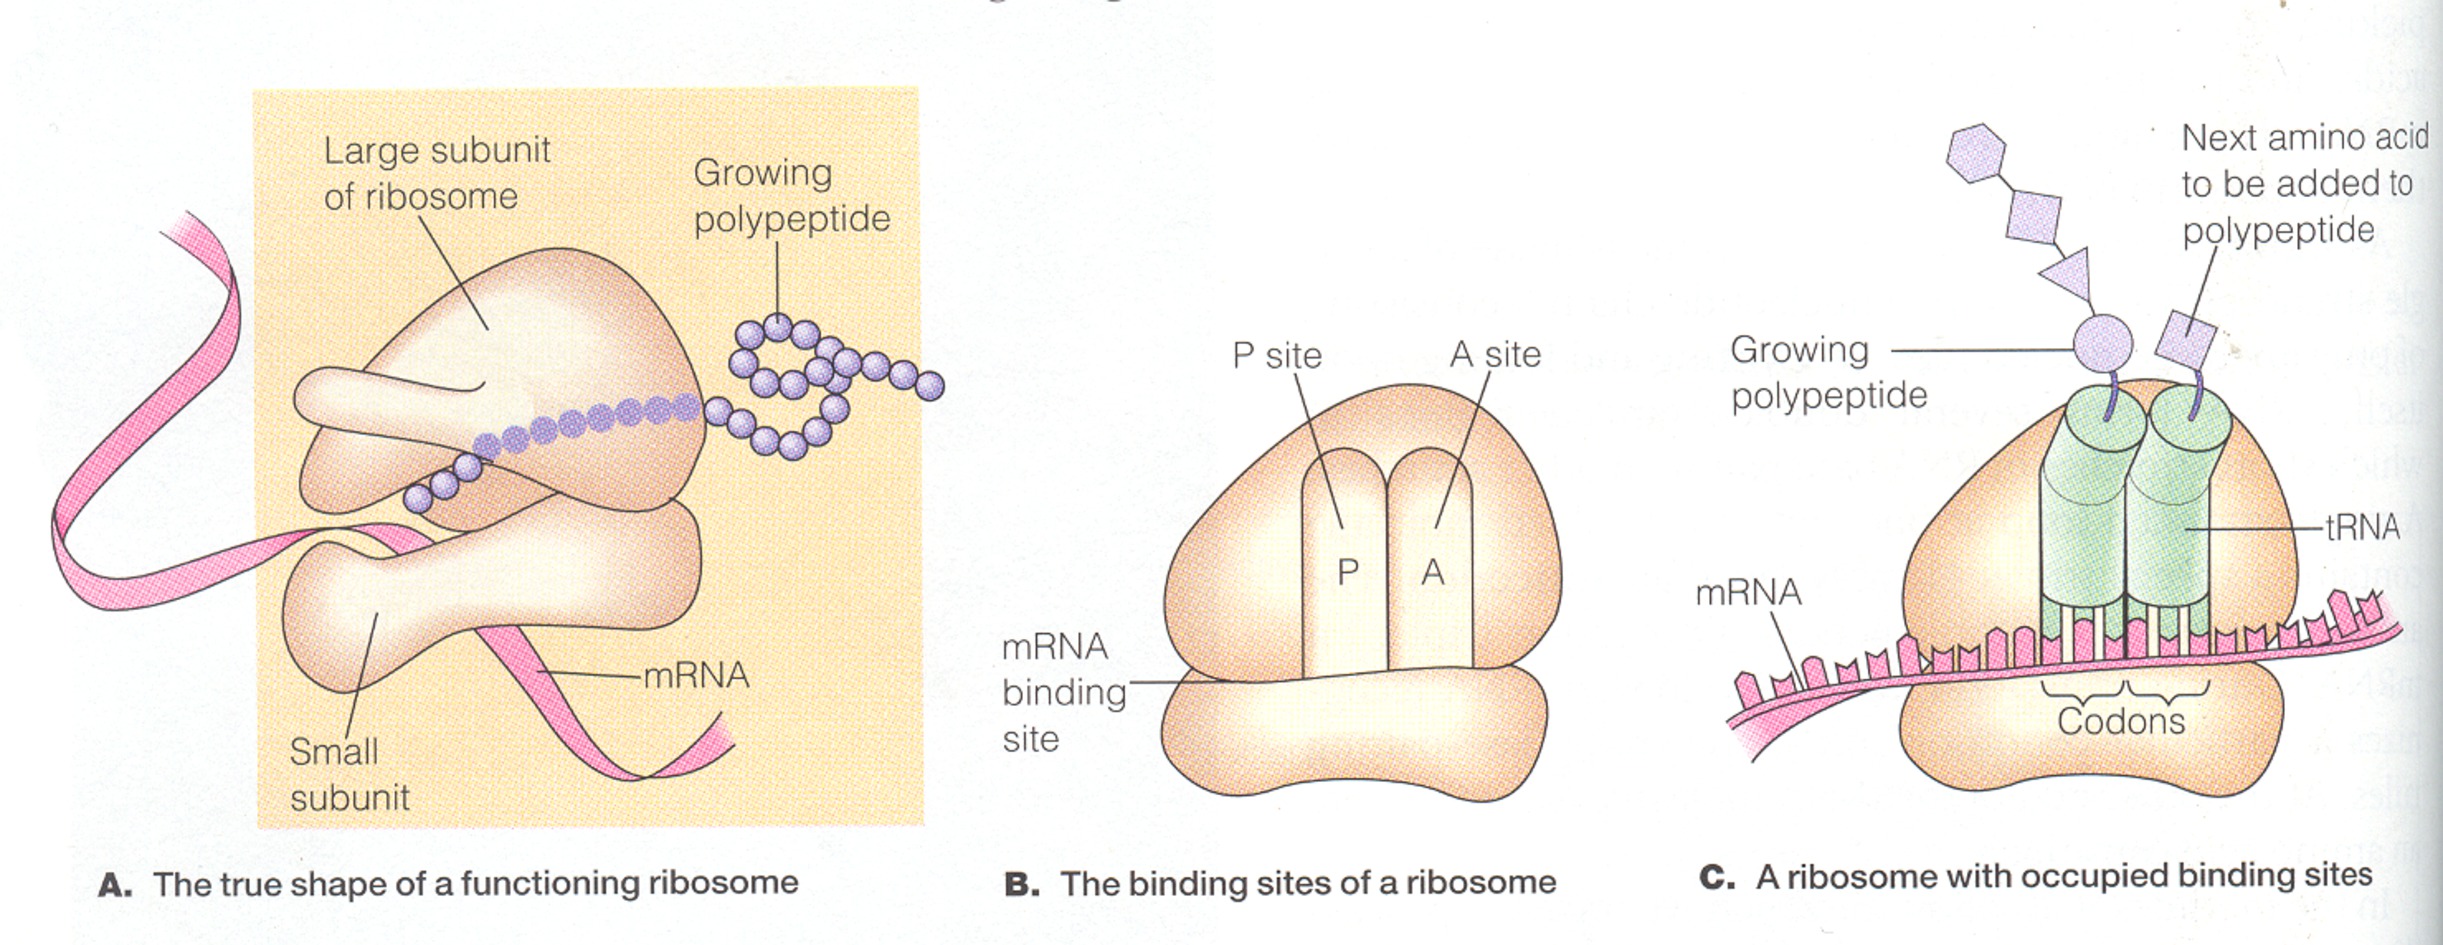 Large subunit
of ribosome
Growing
polypeptide
mRNA
Small
subunit
A. The true shape of a functioning ribosome
P site
A site
P
A
mRNA
binding
site
B. The binding sites of a ribosome
Next amino acid
to be added to
polypeptide
Growing
polypeptide
tRNA
mRNA
Codons
C. A ribosome with occupied binding sites